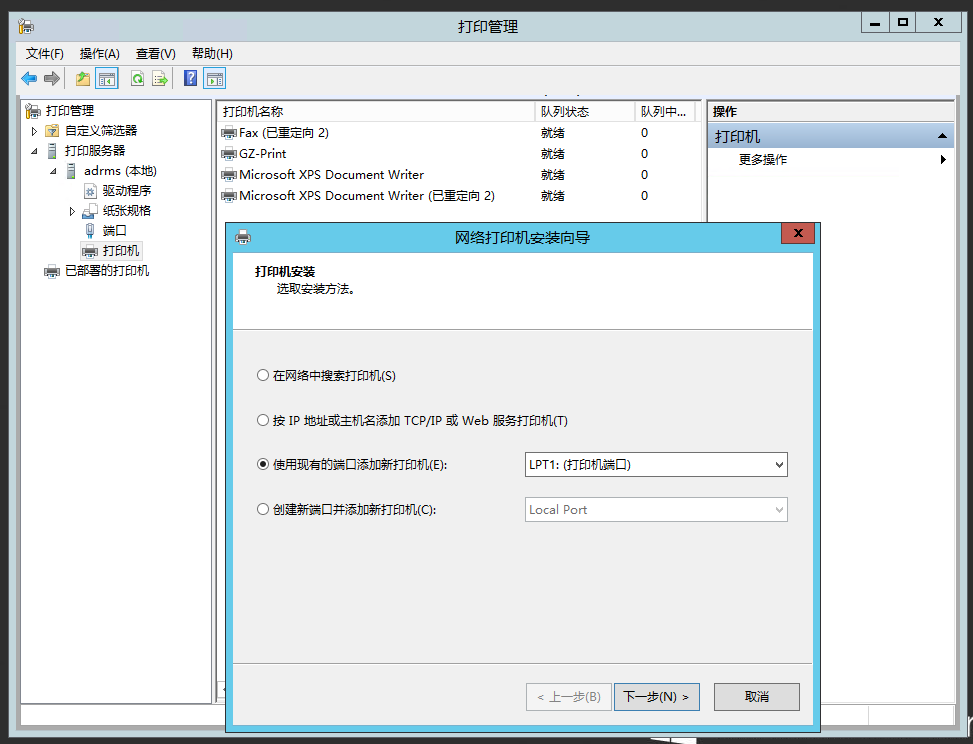 打印管理
文件(F) 操作(A) 查看(V) 帮助(H)
打印管理
自定义筛选器
打印服务器
adrms (本地)
驱动程序
纸张规格
端口
打印机
已部署的打印机
打印机名称 队列状态 队列中...
Fax (已重定向 2) 就绪 0
GZ-Print 就绪 0
Microsoft XPS Document Writer 就绪 0
Microsoft XPS Document Writer (已重定向 2) 就绪 0
操作
打印机
更多操作
网络打印机安装向导
打印机安装
选取安装方法。
在网络中搜索打印机(S)
按 IP 地址或主机名添加 TCP/IP 或 Web 服务打印机(T)
使用现有的端口添加新打印机(E): LPT1: (打印机端口)
创建新端口并添加新打印机(C): Local Port
< 上一步(B) 下一步(N) > 取消